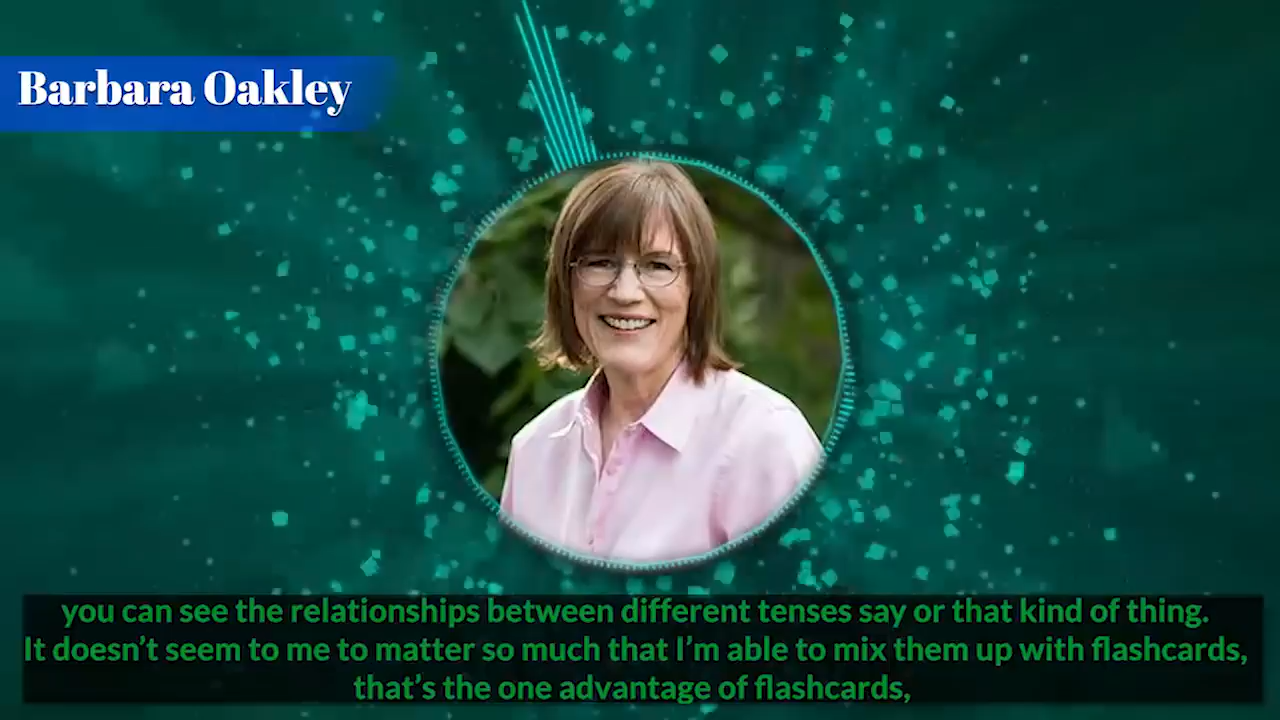 Barbara Oakley
you can see the relationships between different tenses say or that kind of thing.
It doesn't seem to me to matter so much that I'm able to mix them up with flashcards,
that's the one advantage of flashcards,